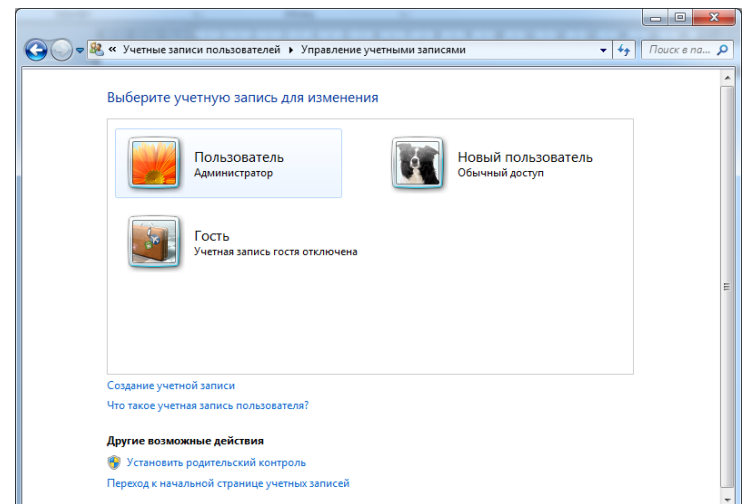 « Учетные записи пользователей ▸ Управление учетными записями
Поиск в па...
Выберите учетную запись для изменения
Пользователь
Администратор
Новый пользователь
Обычный доступ
Гость
Учетная запись гостя отключена
Создание учетной записи
Что такое учетная запись пользователя?
Другие возможные действия
Установить родительский контроль
Переход к начальной странице учетных записей